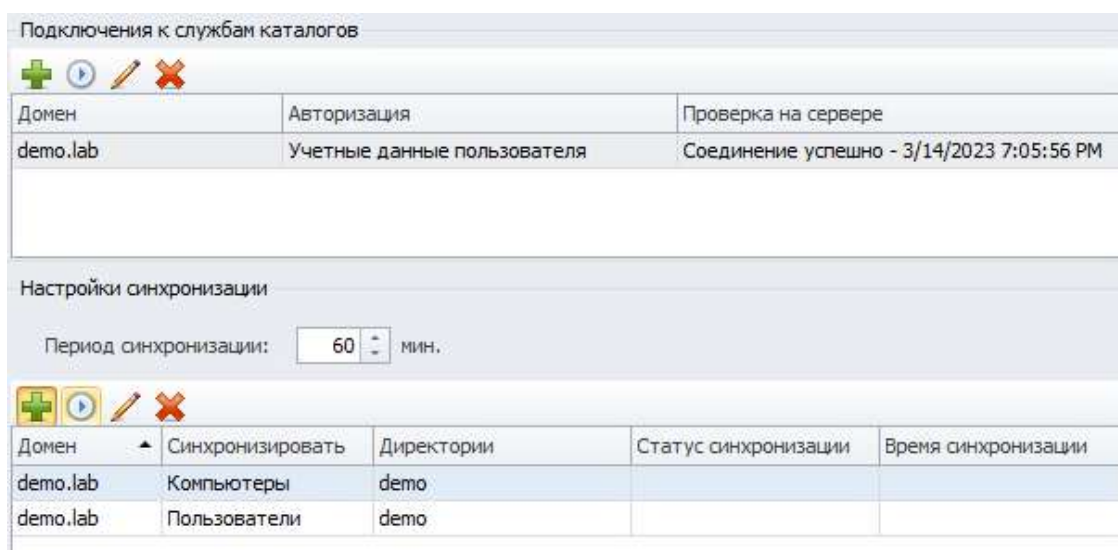 Подключения к службам каталогов
Домен Авторизация Проверка на сервере
demo.lab Учетные данные пользователя Соединение успешно - 3/14/2023 7:05:56 PM
Настройки синхронизации
Период синхронизации: 60 мин.
Домен Синхронизировать Директории Статус синхронизации Время синхронизации
demo.lab Компьютеры demo
demo.lab Пользователи demo